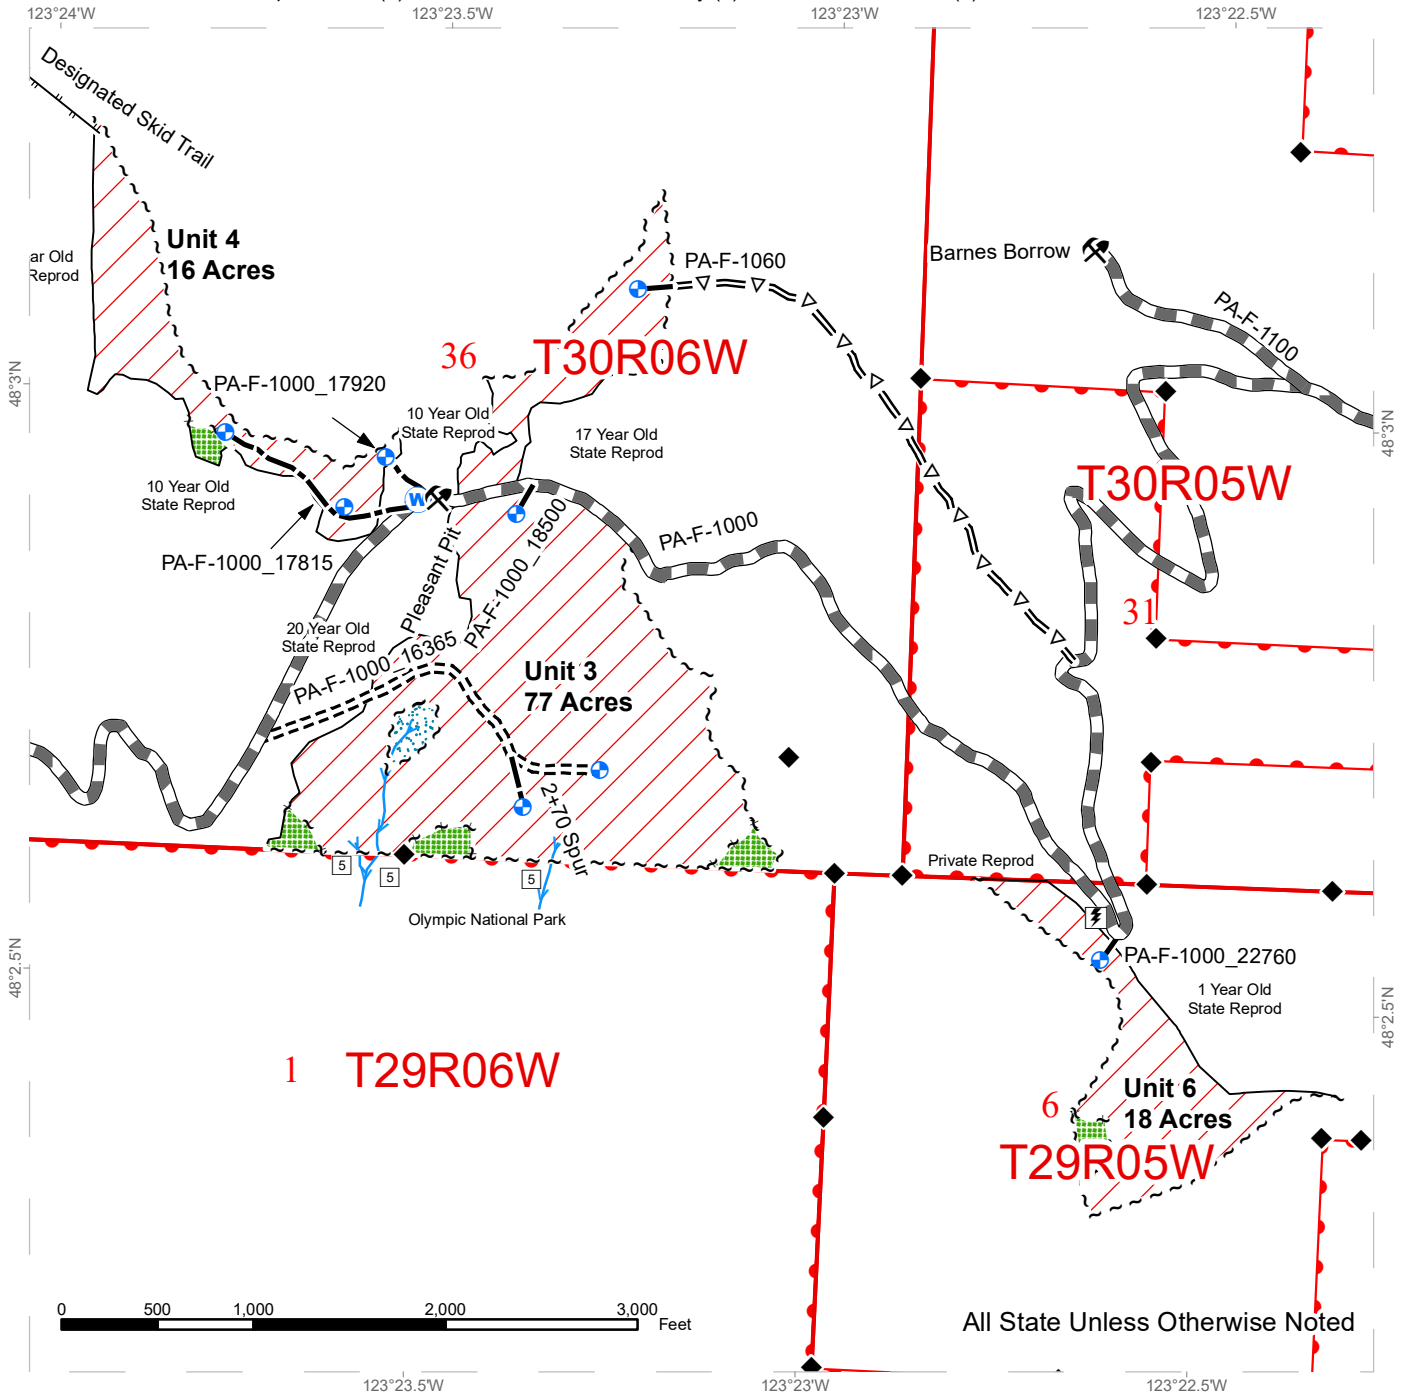 123°24'W
123°23.5'W
123°23'W
123°22.5'W
Designated Skid Trail
Unit 4
16 Acres
ar Old
Reprod
PA-F-1060
Barnes Borrow
PA-F-1100
36
T30R06W
48°3'N
48°3'N
PA-F-1000_17920
10 Year Old
State Reprod
17 Year Old
State Reprod
T30R05W
10 Year Old
State Reprod
W
PA-F-1000_18500
PA-F-1000
PA-F-1000_17815
Pleasant Pit
31
20 Year Old
State Reprod
PA-F-1000_16365
Unit 3
77 Acres
2+70 Spur
5
5
5
Private Reprod
Olympic National Park
48°2.5'N
48°2.5'N
PA-F-1000_22760
1 Year Old
State Reprod
1
T29R06W
Unit 6
18 Acres
6
T29R05W
0
500
1,000
2,000
3,000
Feet
All State Unless Otherwise Noted
123°23.5'W
123°23'W
123°22.5'W